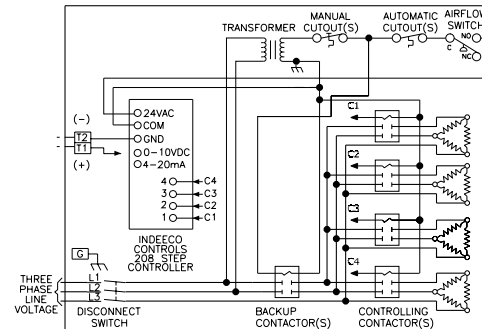 TRANSFORMER
MANUAL
CUTOUT(S)
AUTOMATIC
CUTOUT(S)
AIRFLOW
SWITCH
NO
C
NC
(-)
T2
T1
(+)
24VAC
COM
GND
0-10VDC
4-20mA
4 C4
3 C3
2 C2
1 C1
INDEECO
CONTROLS
208 STEP
CONTROLLER
C1
C2
C3
C4
G
THREE
PHASE
LINE
VOLTAGE
L1
L2
L3
DISCONNECT
SWITCH
BACKUP
CONTACTOR(S)
CONTROLLING
CONTACTOR(S)